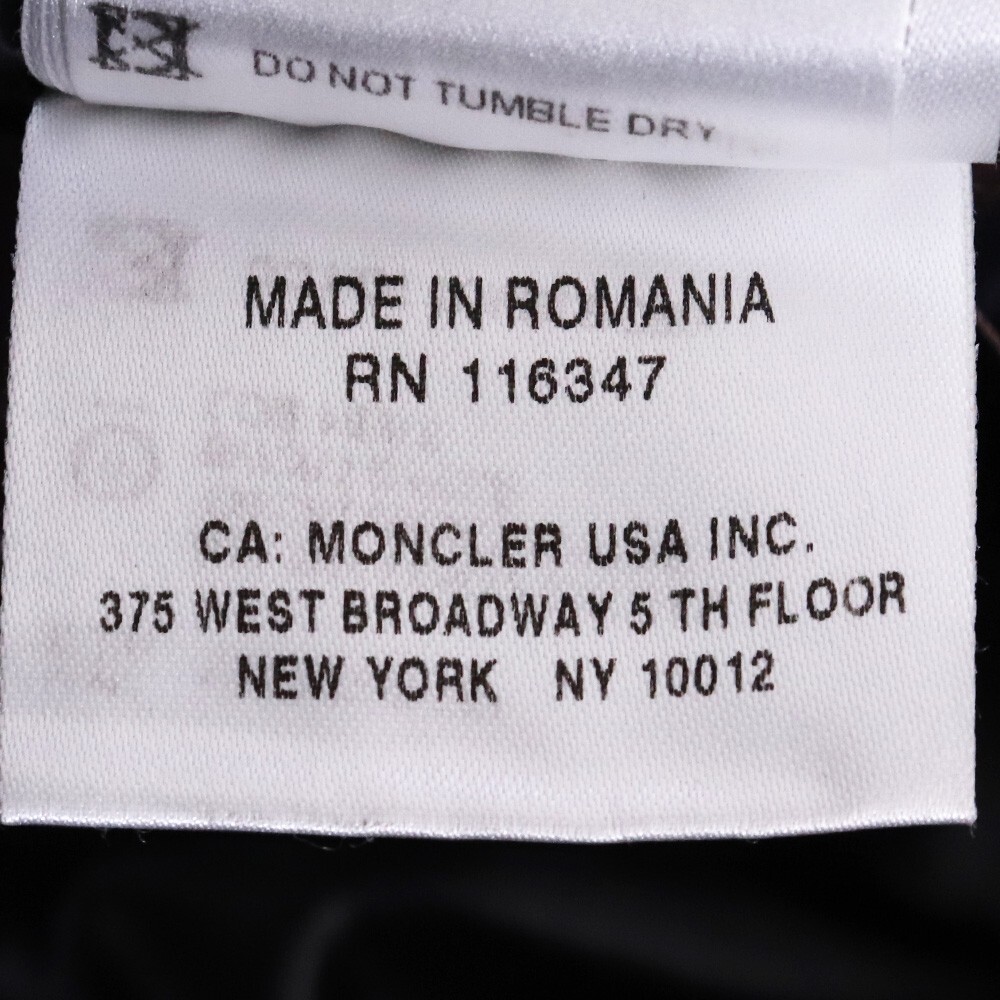 DO NOT TUMBLE DRY
MADE IN ROMANIA
RN 116347
CA: MONCLER USA INC.
375 WEST BROADWAY 5 TH FLOOR
NEW YORK NY 10012